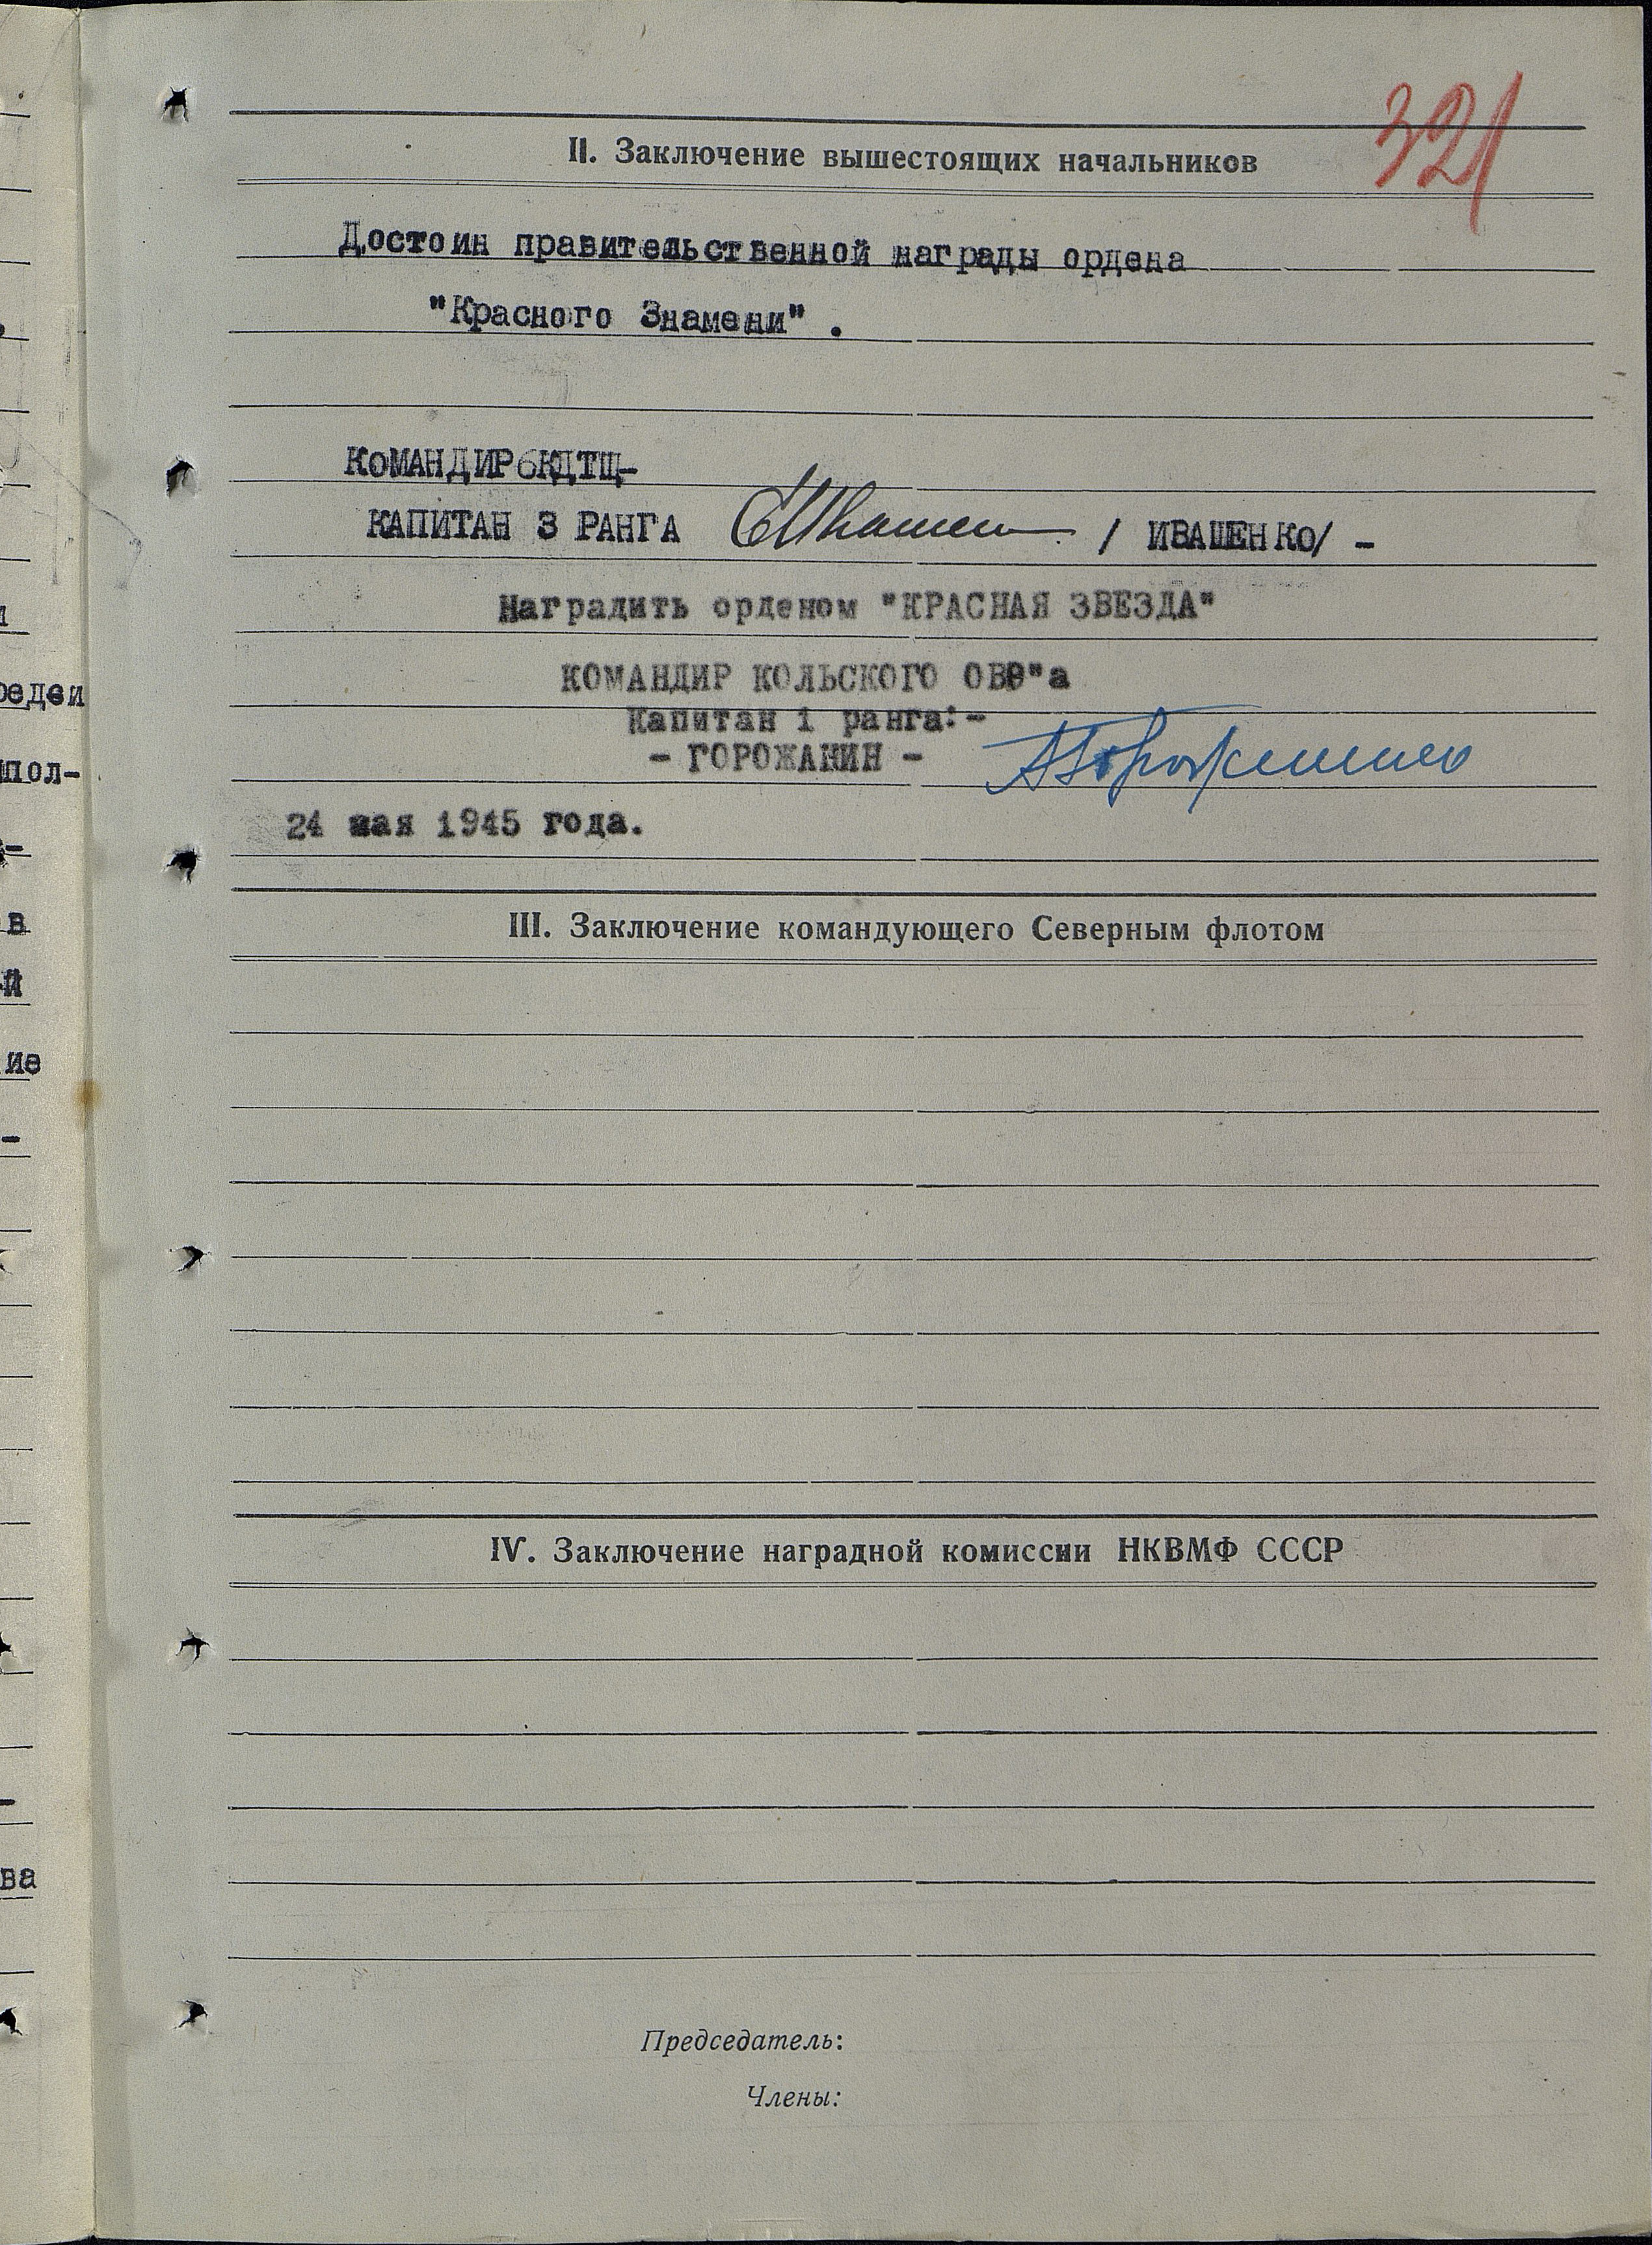 321
II. Заключение вышестоящих начальников
Достоин правительственной награды ордена
"Красного Знамени" .
КОМАНДИР 6КДТЩ-
КАПИТАН 3 РАНГА / ИВАШЕНКО/ -
Наградить орденом "КРАСНАЯ ЗВЕЗДА"
КОМАНДИР КОЛЬСКОГО ОВР"а
Капитан 1 ранга:-
- ГОРОЖАНИН -
24 мая 1945 года.
III. Заключение командующего Северным флотом
IV. Заключение наградной комиссии НКВМФ СССР
Председатель:
Члены: